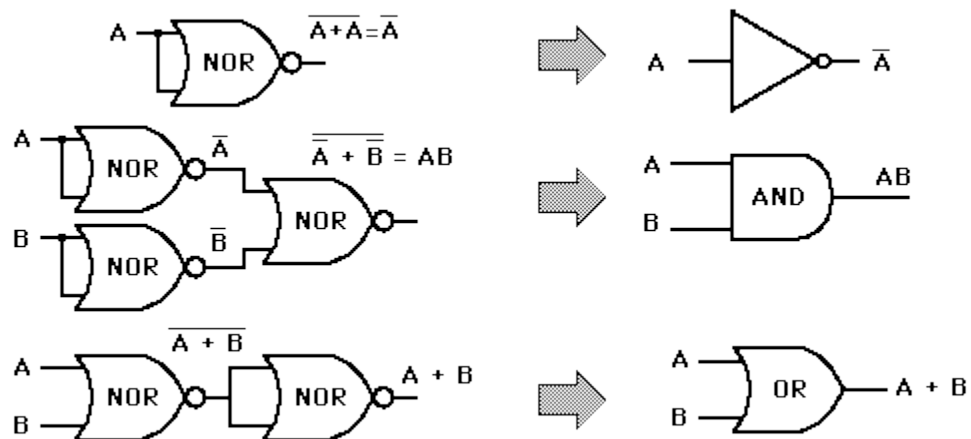 A NOR A̅+̅A̅=A̅ A A̅
A NOR A̅ A̅ + B̅ = AB NOR A AND AB
B NOR B̅ B
A NOR A̅ ̅+̅ ̅B̅ NOR A + B A OR A + B
B B